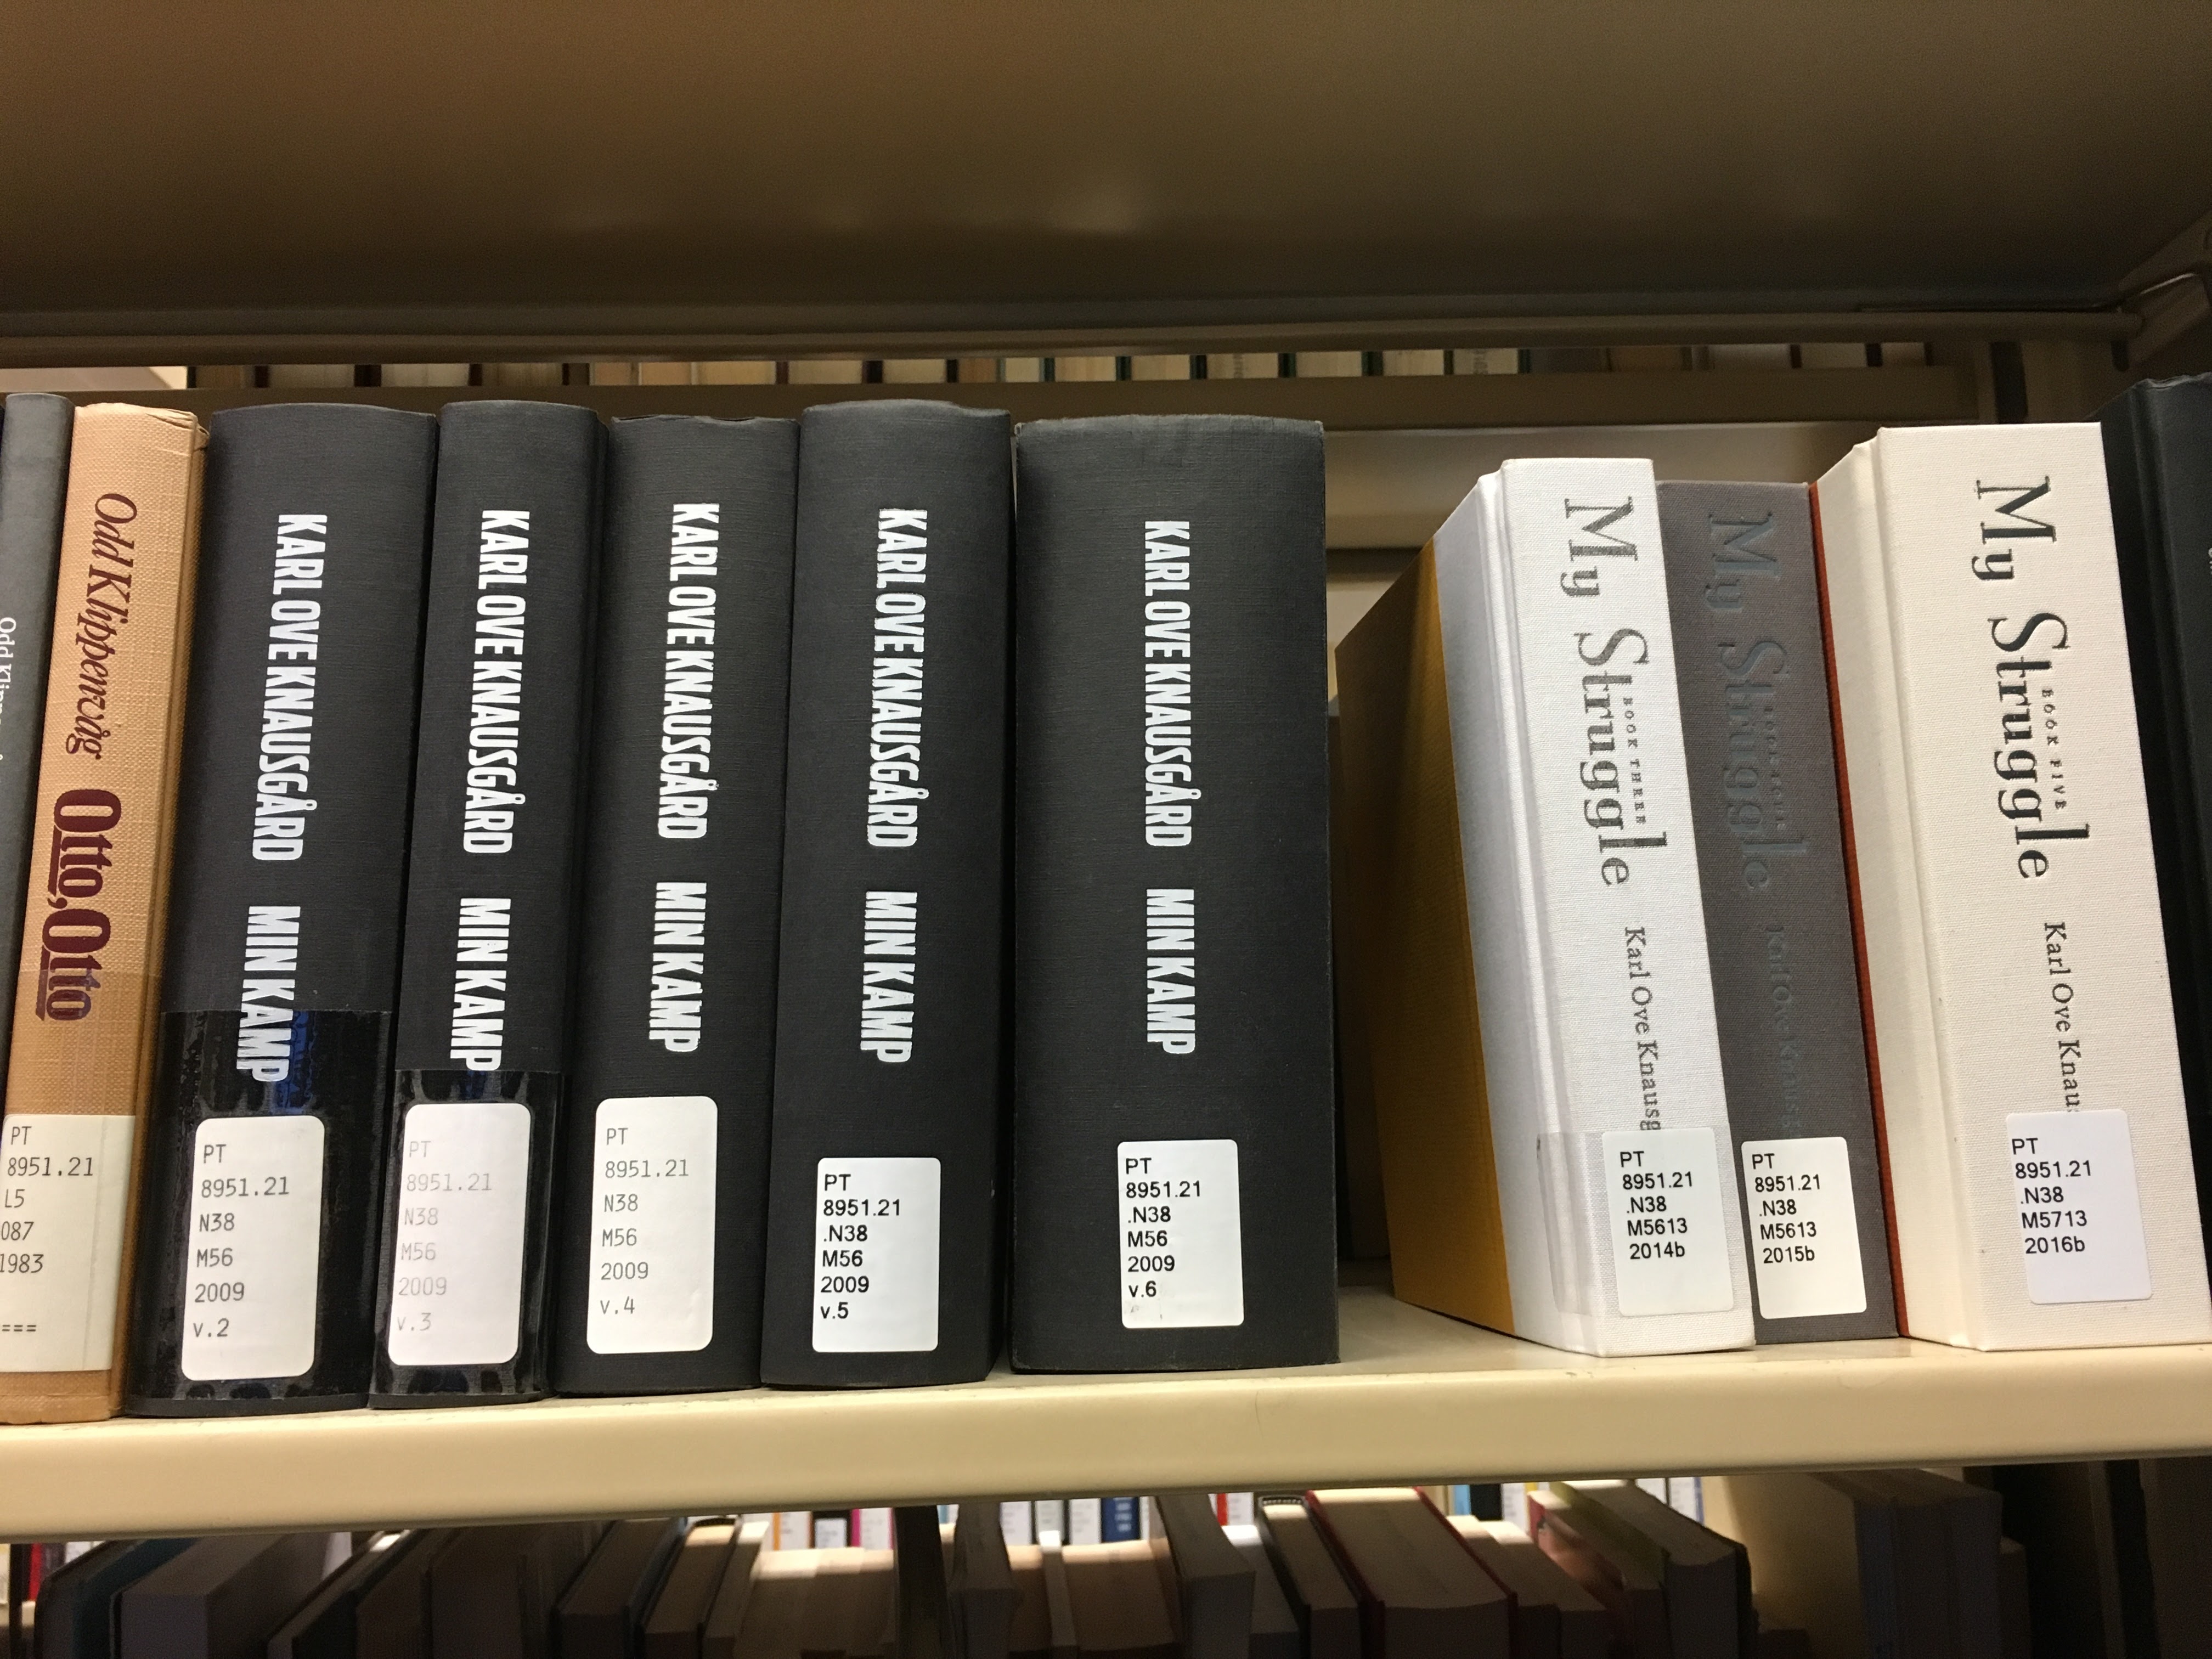 Odd Klippenvåg Otto, Otto
PT
8951.21
L5
087
1983
===
KARL OVE KNAUSGÅRD MIN KAMP
PT
8951.21
N38
M56
2009
v.2
KARL OVE KNAUSGÅRD MIN KAMP
PT
8951.21
N38
M56
2009
v.3
KARL OVE KNAUSGÅRD MIN KAMP
PT
8951.21
N38
M56
2009
v.4
KARL OVE KNAUSGÅRD MIN KAMP
PT
8951.21
.N38
M56
2009
v.5
KARL OVE KNAUSGÅRD MIN KAMP
PT
8951.21
.N38
M56
2009
v.6
My Struggle
BOOK THREE
Karl Ove Knausg
PT
8951.21
.N38
M5613
2014b
My Struggle
Karl Ove Knaus
PT
8951.21
.N38
M5613
2015b
My Struggle
BOOK FIVE
Karl Ove Knaus
PT
8951.21
.N38
M5713
2016b